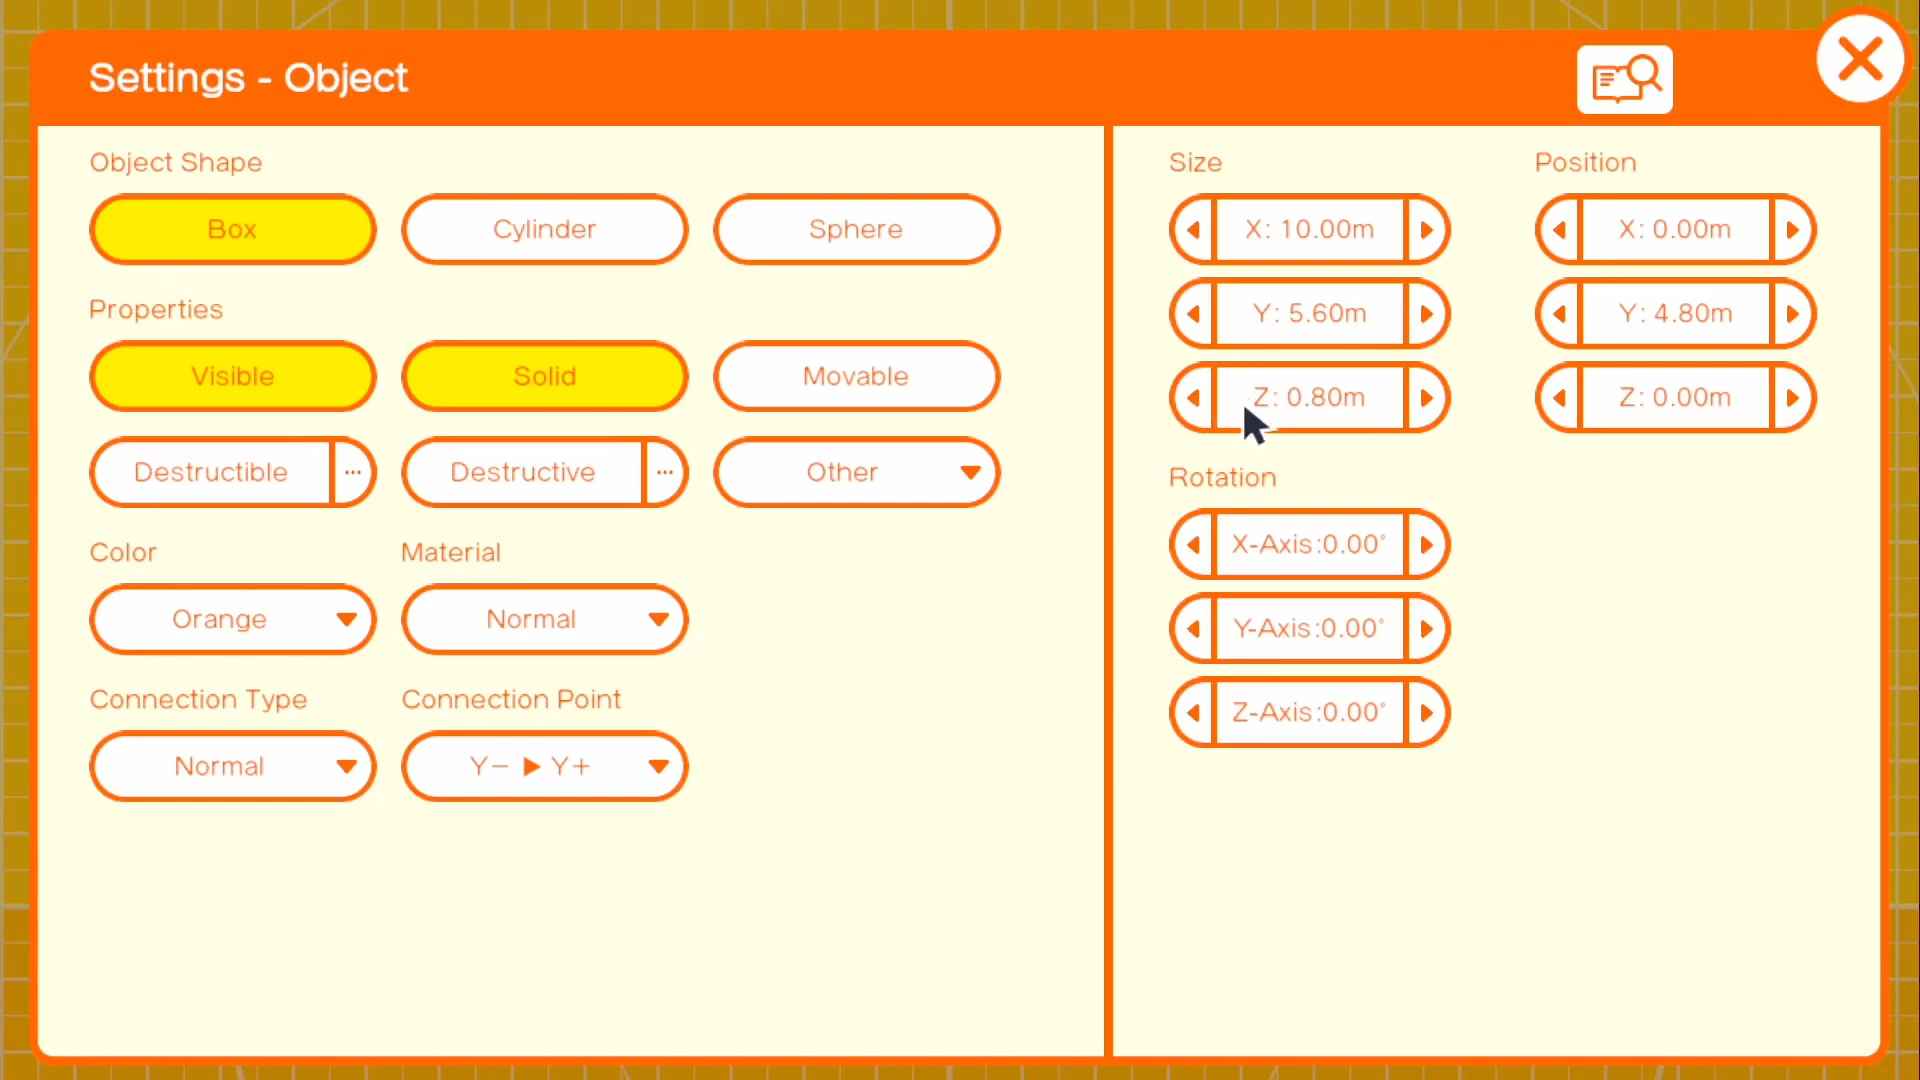 Settings - Object
Object Shape
Box
Cylinder
Sphere
Properties
Visible
Solid
Movable
Destructible
...
Destructive
...
Other
Color
Material
Orange
Normal
Connection Type
Connection Point
Normal
Y− ▶ Y+
Size
Position
X: 10.00m
X: 0.00m
Y: 5.60m
Y: 4.80m
Z: 0.80m
Z: 0.00m
Rotation
X-Axis:0.00°
Y-Axis:0.00°
Z-Axis:0.00°